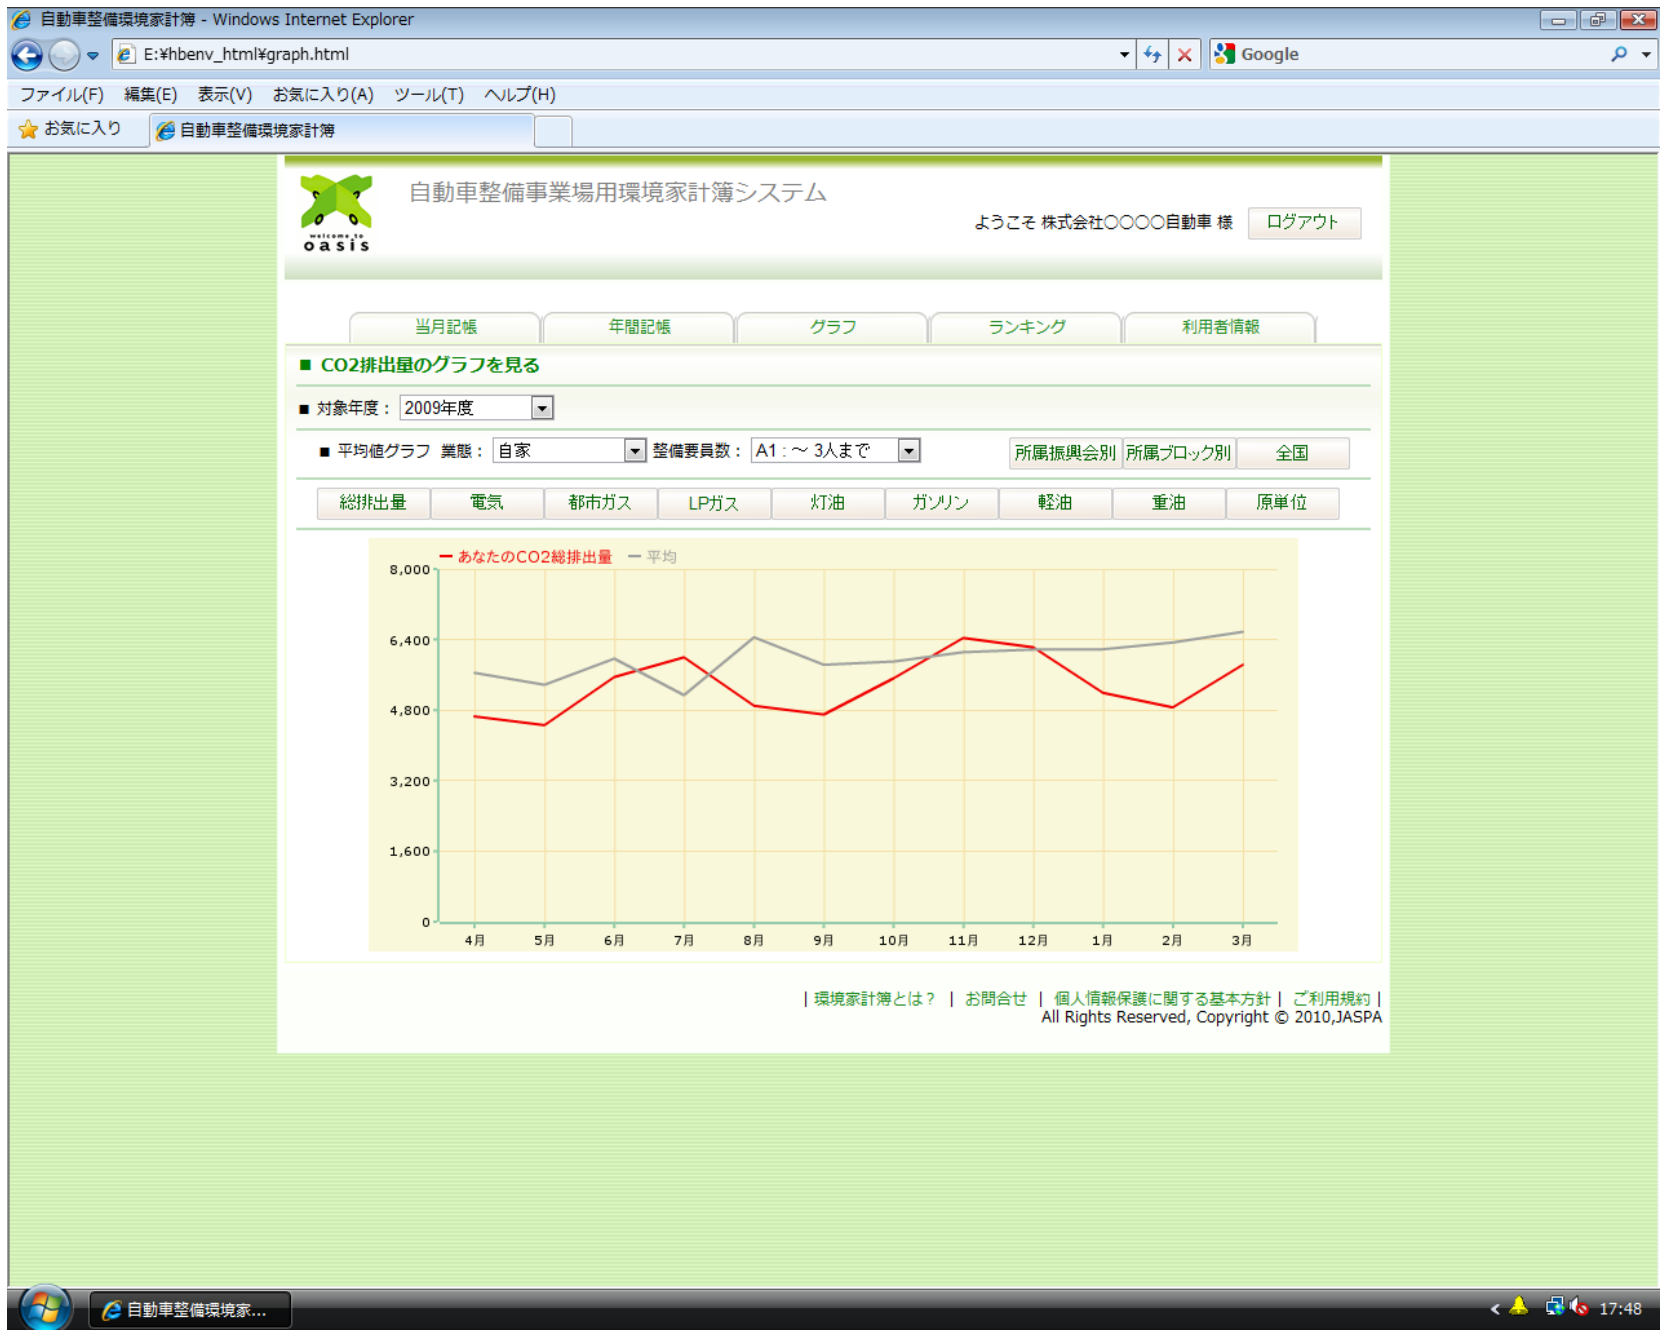 自動車整備環境家計簿 - Windows Internet Explorer
E:¥hbenv_html¥graph.html
Google
ファイル(F) 編集(E) 表示(V) お気に入り(A) ツール(T) ヘルプ(H)
お気に入り 自動車整備環境家計簿
自動車整備事業場用環境家計簿システム
welcome to
oasis
ようこそ 株式会社〇〇〇〇自動車 様 ログアウト
当月記帳 年間記帳 グラフ ランキング 利用者情報
■ CO2排出量のグラフを見る
■ 対象年度： 2009年度
■ 平均値グラフ 業態： 自家 整備要員数： A1：～ 3人まで 所属振興会別 所属ブロック別 全国
総排出量 電気 都市ガス LPガス 灯油 ガソリン 軽油 重油 原単位
あなたのCO2総排出量 平均
8,000
6,400
4,800
3,200
1,600
0
4月 5月 6月 7月 8月 9月 10月 11月 12月 1月 2月 3月
| 環境家計簿とは？ | お問合せ | 個人情報保護に関する基本方針 | ご利用規約 |
All Rights Reserved, Copyright © 2010,JASPA
自動車整備環境家... 17:48